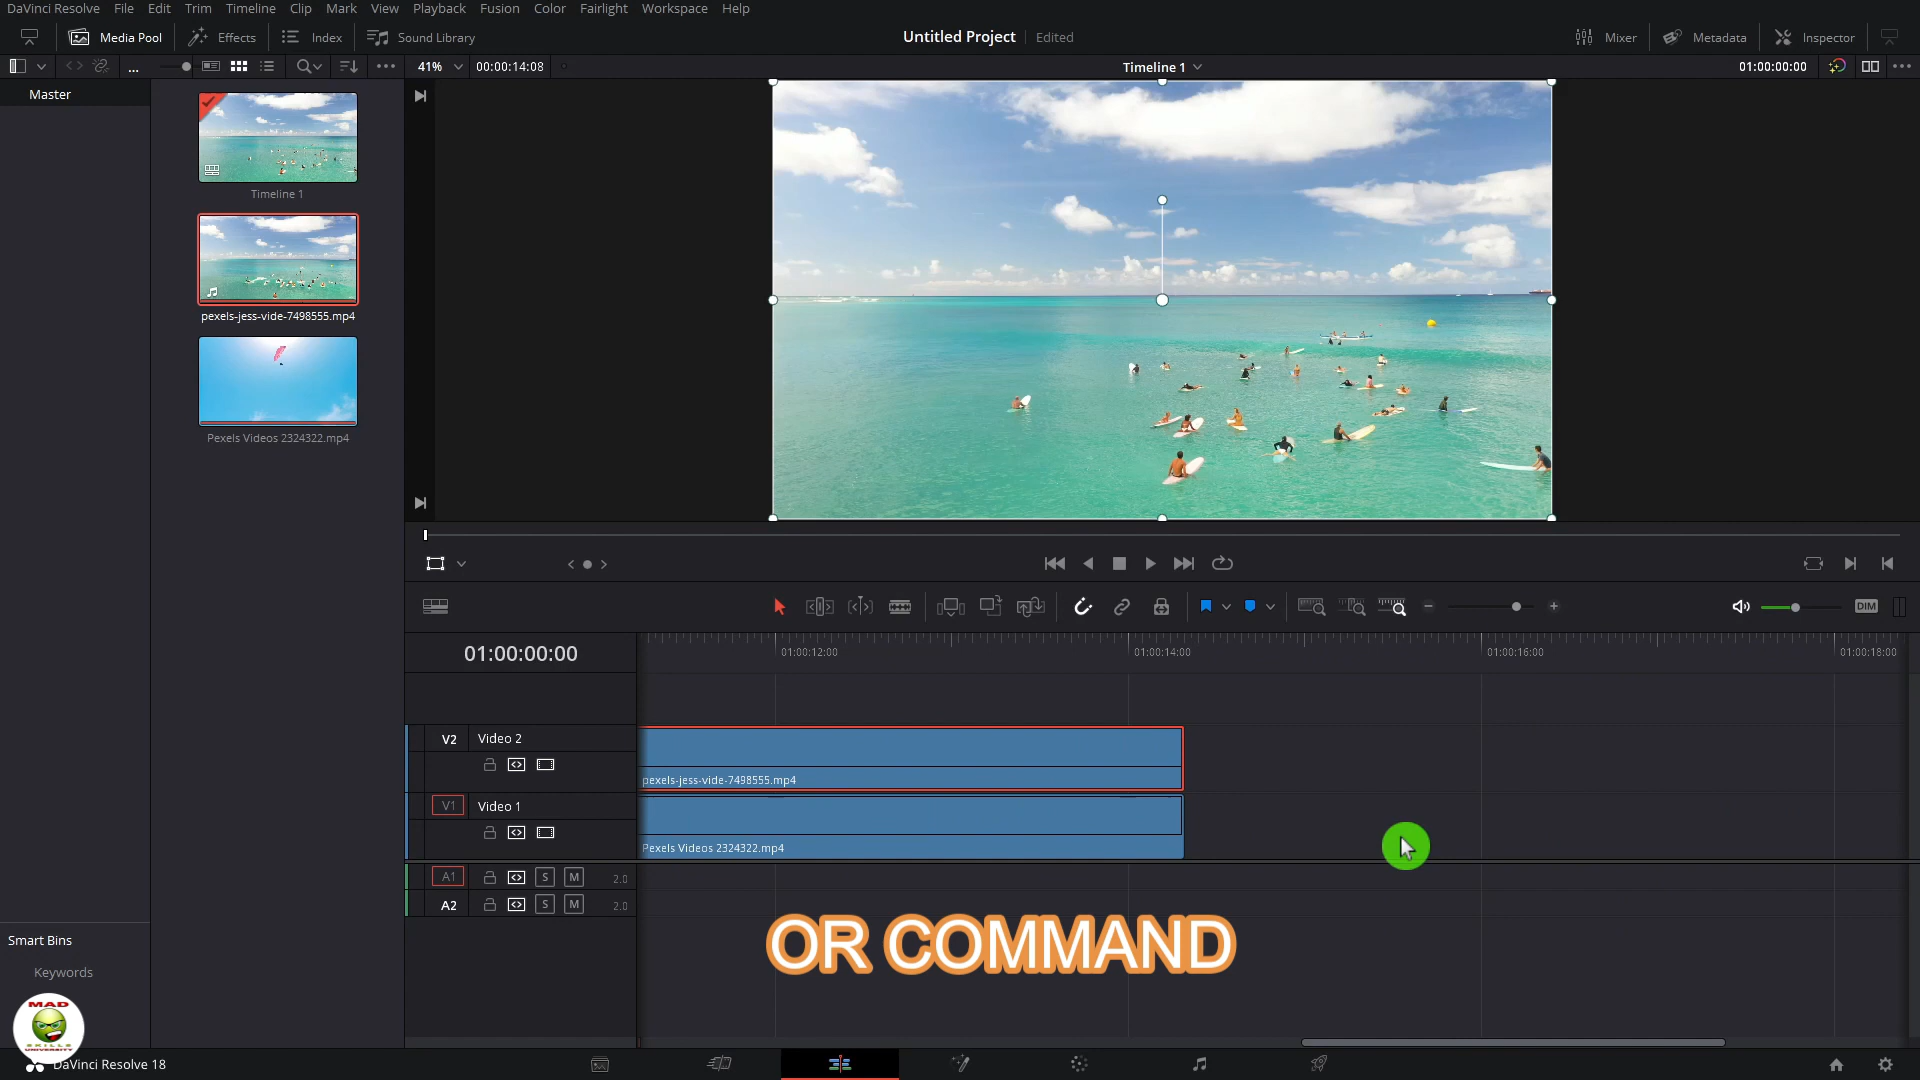 DaVinci Resolve File Edit Trim Timeline Clip Mark View Playback Fusion Color Fairlight Workspace Help
Media Pool Effects Index Sound Library Untitled Project Edited Mixer Metadata Inspector
... 41% 00:00:14:08 Timeline 1 01:00:00:00
Master
Timeline 1
pexels-jess-vide-7498555.mp4
Pexels Videos 2324322.mp4
DIM
01:00:00:00 01:00:12:00 01:00:14:00 01:00:16:00 01:00:18:00
V2 Video 2
pexels-jess-vide-7498555.mp4
V1 Video 1
Pexels Videos 2324322.mp4
A1 S M 2.0
A2 S M 2.0
OR COMMAND
Smart Bins
Keywords
MAD
SKILLS
UNIVERSITY
DaVinci Resolve 18